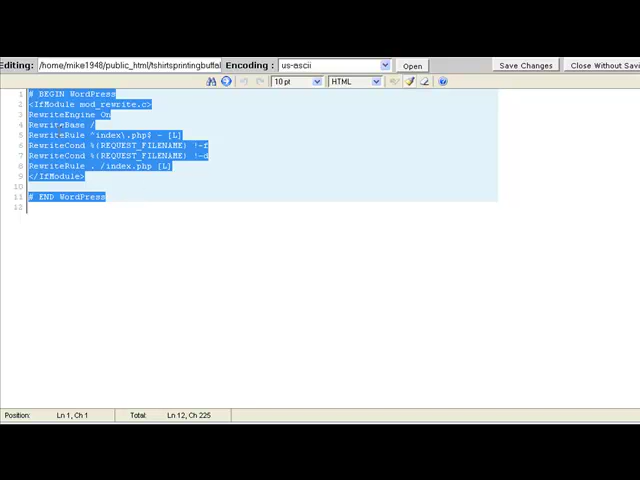 Editing: /home/mike1948/public_html/tshirtsprintingbuffal Encoding : us-ascii Open Save Changes Close Without Savi
10 pt HTML
1 # BEGIN WordPress
2 <IfModule mod_rewrite.c>
3 RewriteEngine On
4 RewriteBase /
5 RewriteRule ^index\.php$ - [L]
6 RewriteCond %{REQUEST_FILENAME} !-f
7 RewriteCond %{REQUEST_FILENAME} !-d
8 RewriteRule . /index.php [L]
9 </IfModule>
10
11 # END WordPress
12
Position: Ln 1, Ch 1 Total: Ln 12, Ch 225